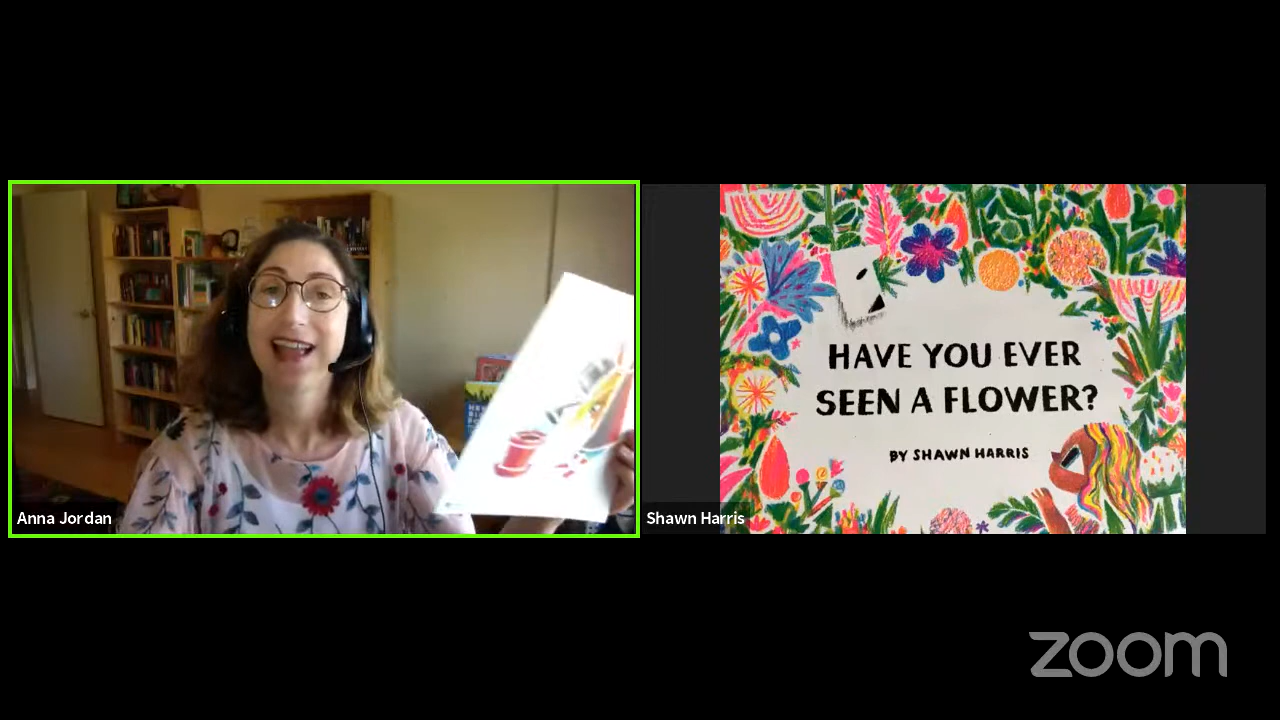 Anna Jordan
HAVE YOU EVER
SEEN A FLOWER?
BY SHAWN HARRIS
Shawn Harris
zoom